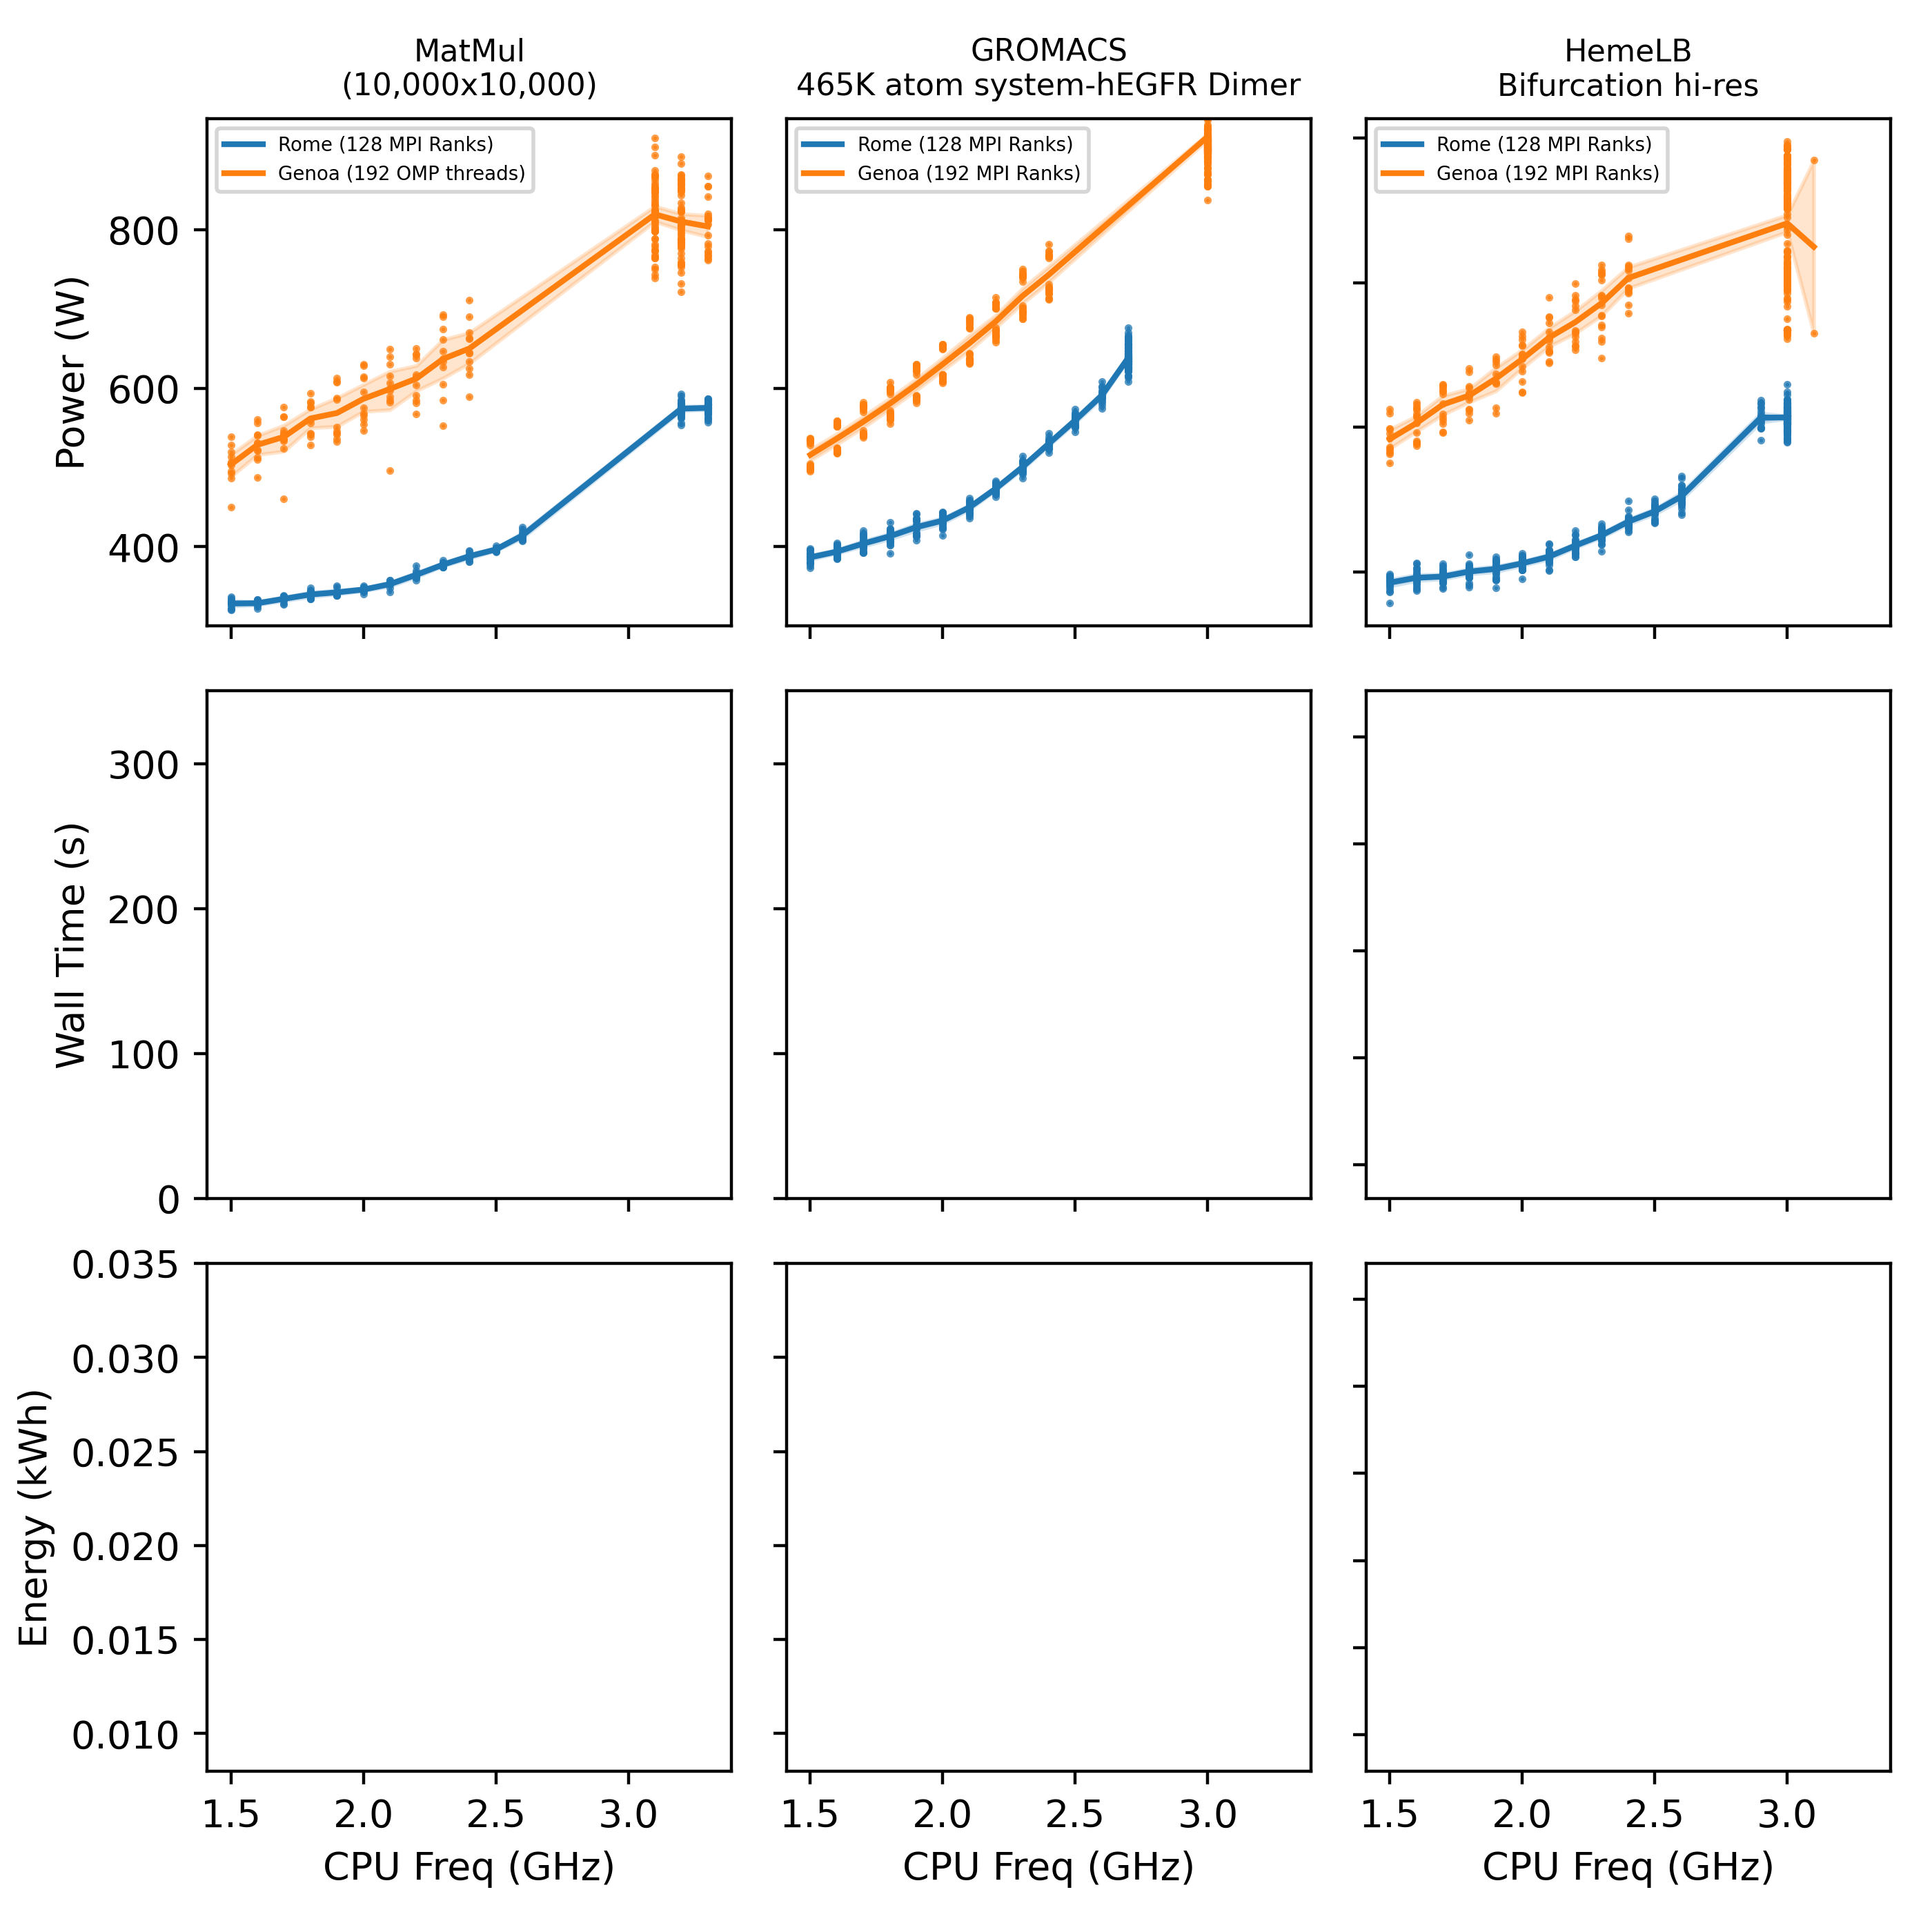 MatMul
(10,000x10,000)
GROMACS
465K atom system-hEGFR Dimer
HemeLB
Bifurcation hi-res
Rome (128 MPI Ranks)
Genoa (192 OMP threads)
Rome (128 MPI Ranks)
Genoa (192 MPI Ranks)
Rome (128 MPI Ranks)
Genoa (192 MPI Ranks)
Power (W)
800
600
400
Wall Time (s)
300
200
100
0
Energy (kWh)
0.035
0.030
0.025
0.020
0.015
0.010
1.5 2.0 2.5 3.0
1.5 2.0 2.5 3.0
1.5 2.0 2.5 3.0
CPU Freq (GHz)
CPU Freq (GHz)
CPU Freq (GHz)